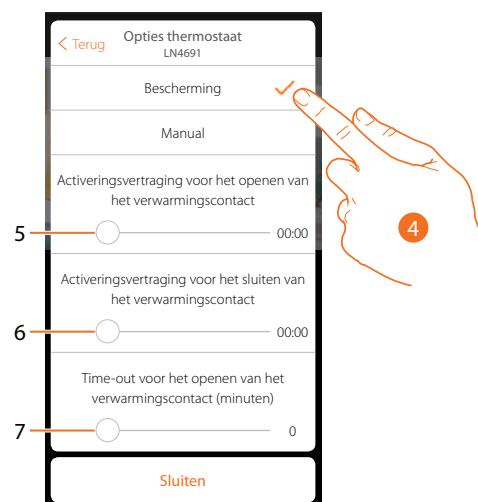 Terug
Opties thermostaat
LN4691
Bescherming
Manual
4
Activeringsvertraging voor het openen van
het verwarmingscontact
5
00:00
Activeringsvertraging voor het sluiten van
het verwarmingscontact
6
00:00
Time-out voor het openen van het
verwarmingscontact (minuten)
7
0
Sluiten